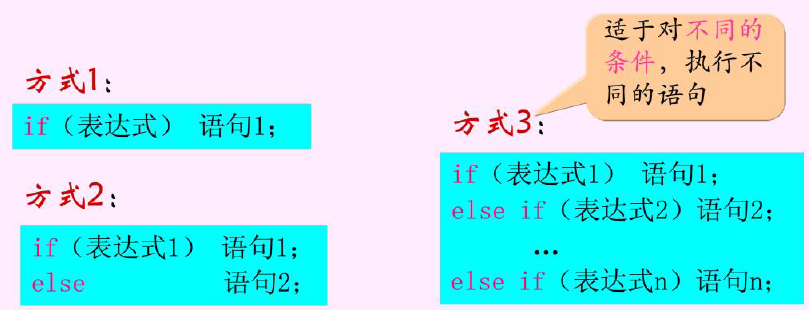 方式1：
if（表达式） 语句1；
方式2：
if（表达式1） 语句1；
else 语句2；
适于对不同的
条件，执行不
同的语句
方式3：
if（表达式1） 语句1；
else if（表达式2）语句2；
…
else if（表达式n）语句n；